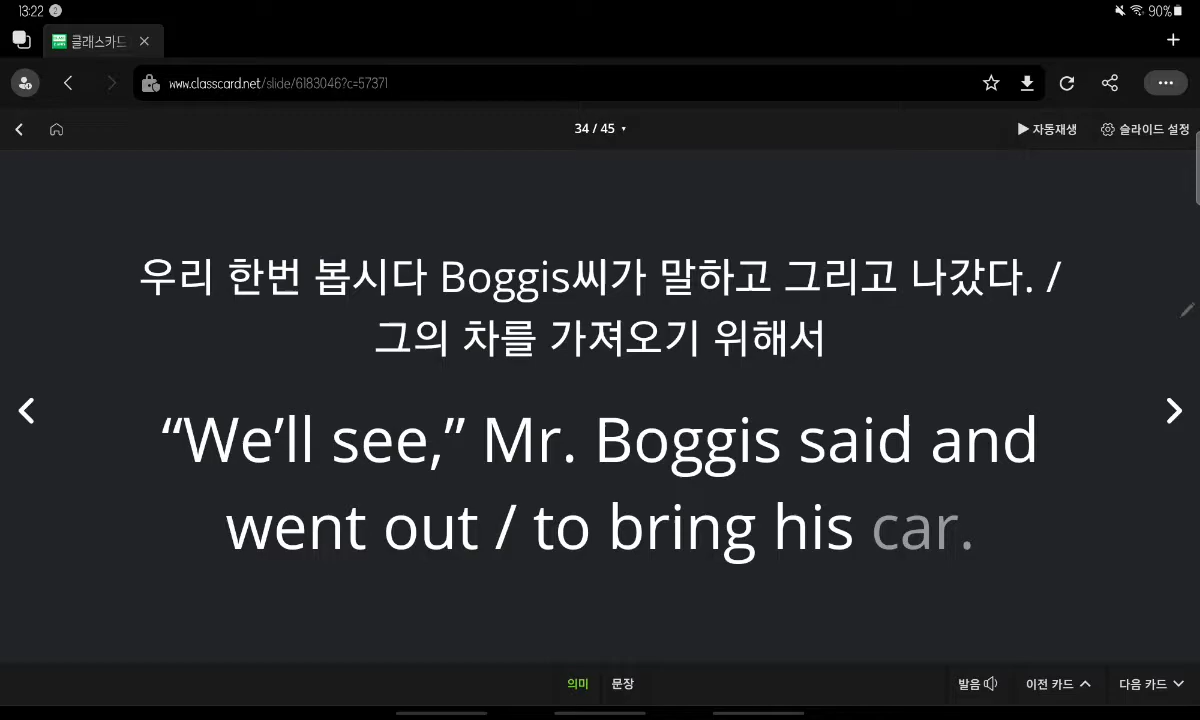 13:22 2 90%
클래스카드
www.classcard.net/slide/6183046?c=57371
34 / 45 자동재생 슬라이드 설정
우리 한번 봅시다 Boggis씨가 말하고 그리고 나갔다. /
그의 차를 가져오기 위해서
“We’ll see,” Mr. Boggis said and
went out / to bring his car.
의미 문장 발음 이전 카드 다음 카드